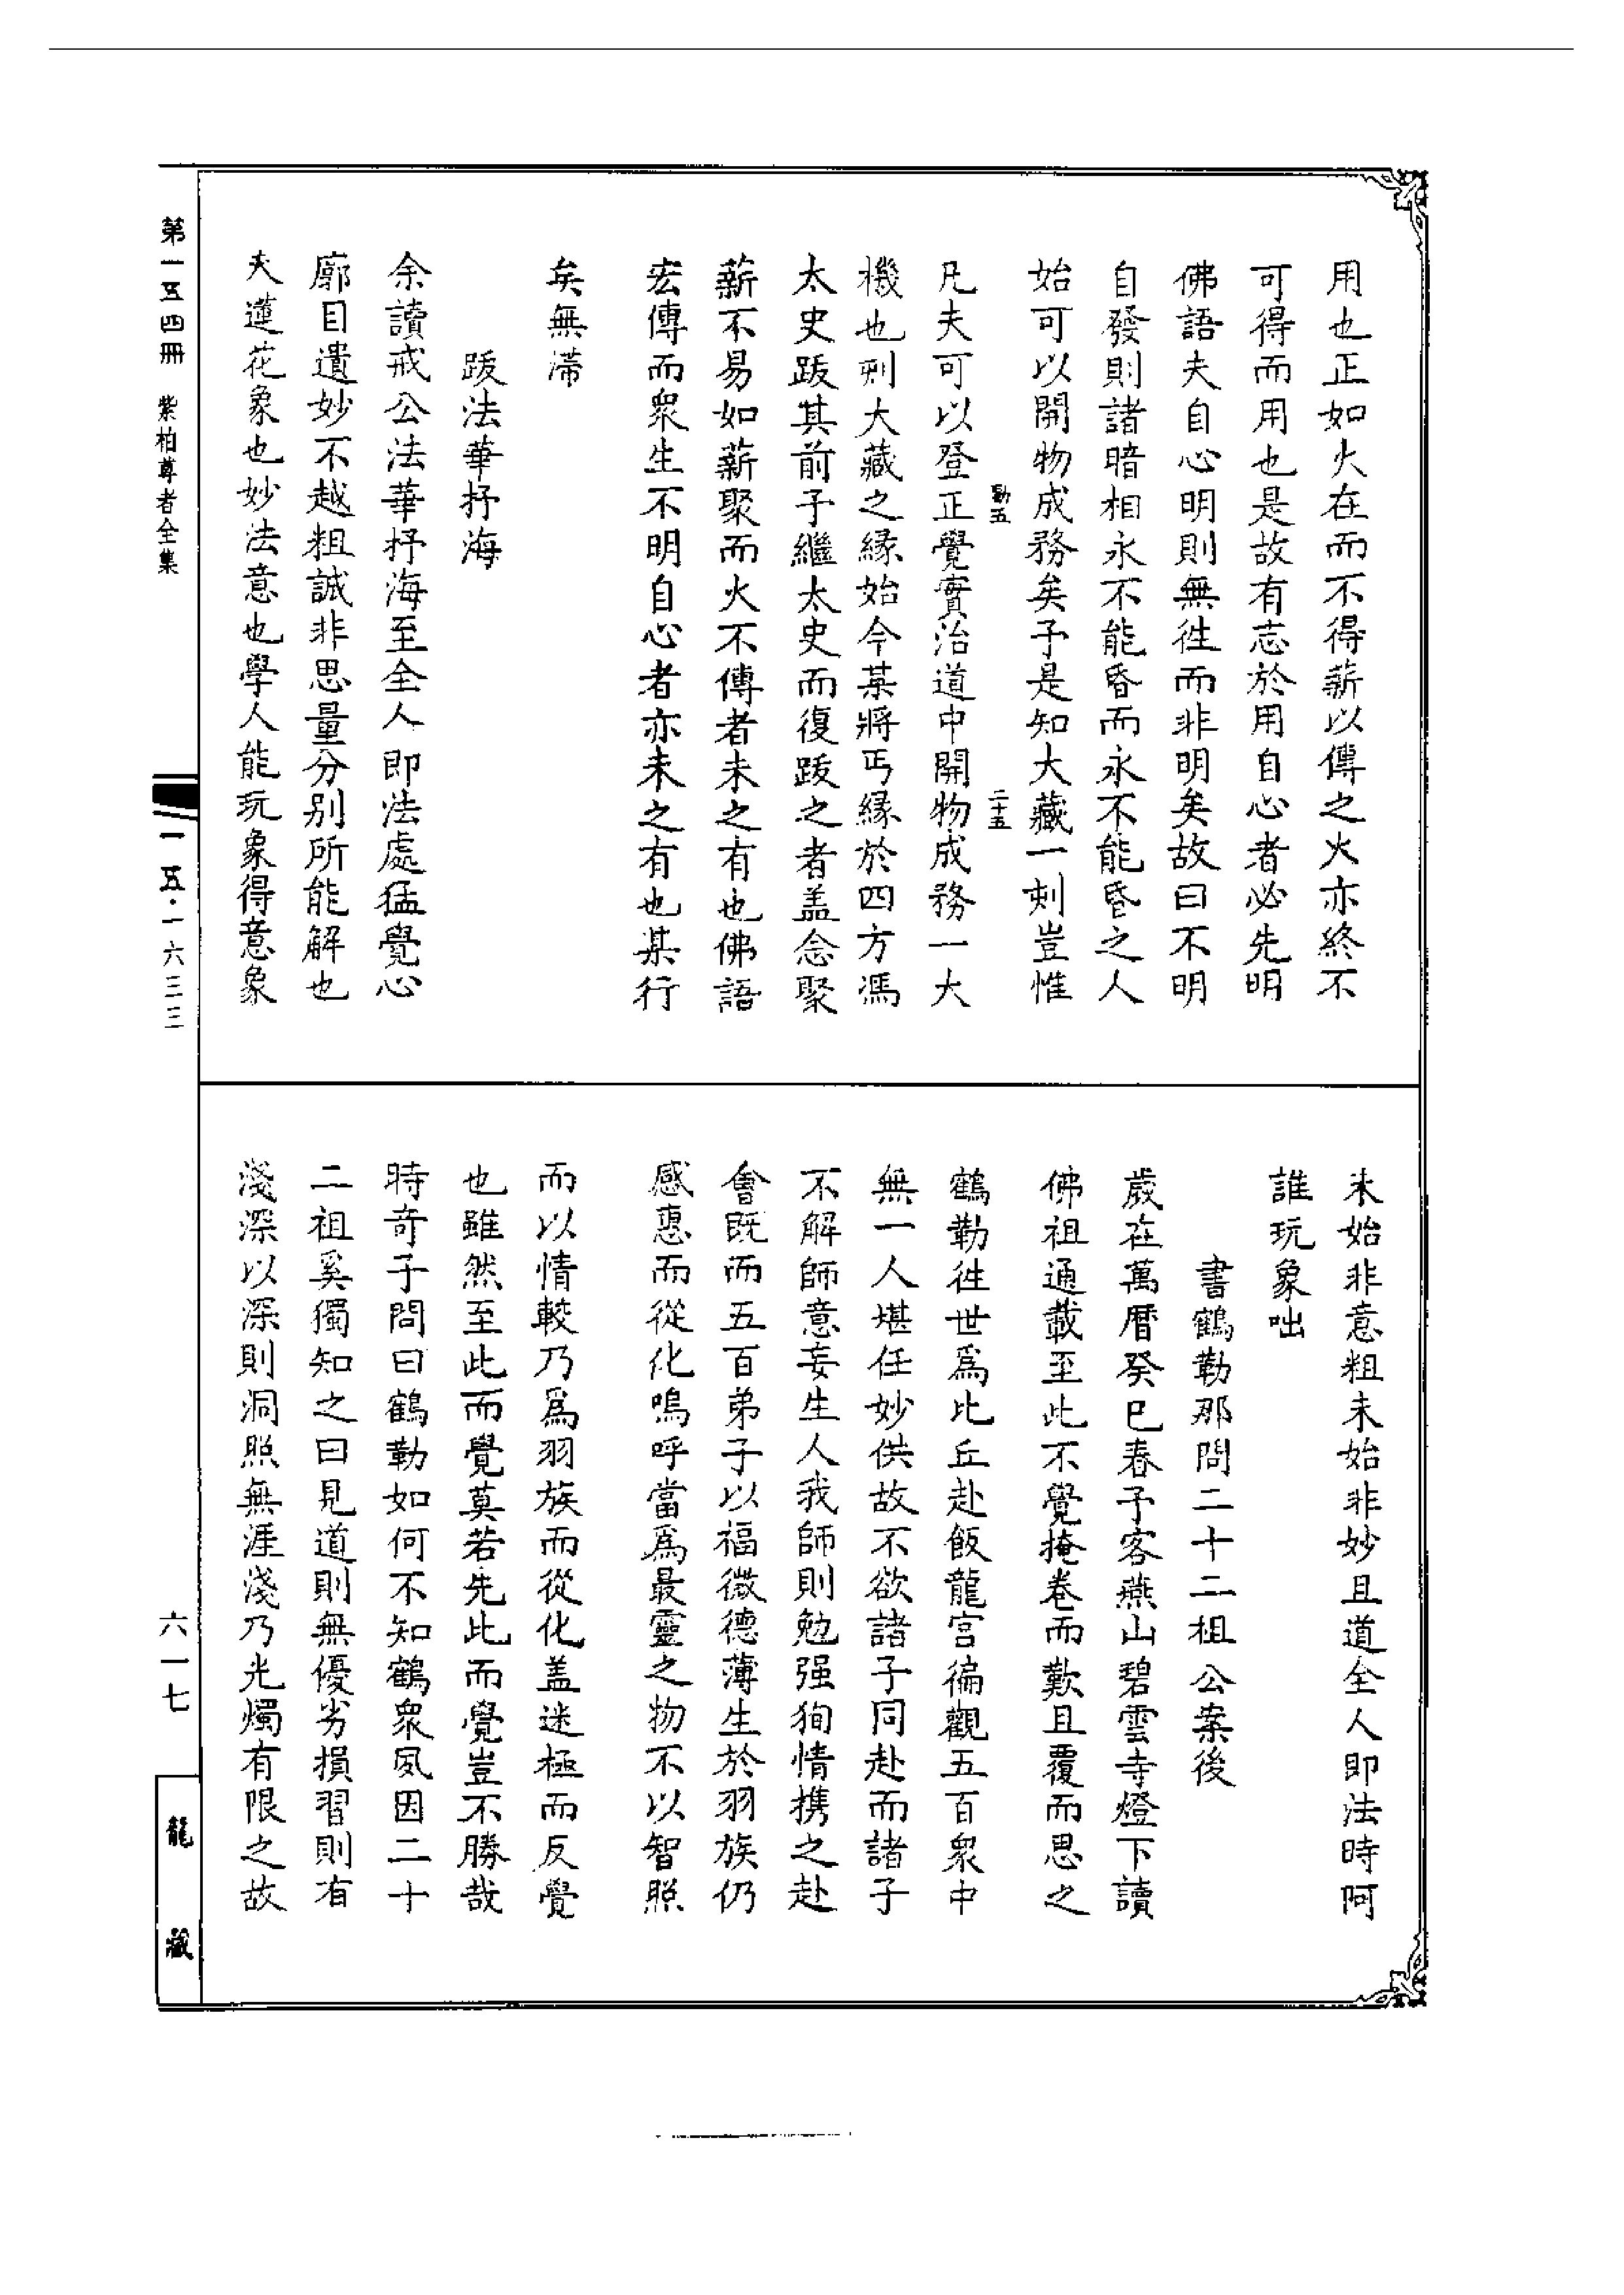 用也正如火在而不得薪以傳之火亦終不
可得而用也是故有志於用自心者必先明
佛語夫自心明則無徃而非明矣故曰不明
自發則諸暗相永不能昏而永不能昏之人
始可以開物成務矣予是知大藏一刻豈惟
勤五
二十五
凡夫可以登正覺實治道中開物成務一大
機也刻大藏之緣始今某將丐緣於四方馮
太史跋其前予繼太史而復跋之者盖念聚
薪不易如薪聚而火不傳者未之有也佛語
宏傳而衆生不明自心者亦未之有也某行
矣無滯
跋法華抒海
余讀戒公法華抒海至全人即法處猛覺心
廓目遺妙不越粗誠非思量分別所能解也
夫蓮花象也妙法意也學人能玩象得意象
未始非意粗未始非妙且道全人即法時阿
誰玩象咄
書鶴勒那問二十二祖公案後
歲在萬曆癸巳春予客燕山碧雲寺燈下讀
佛祖通載至此不覺掩卷而歎且覆而思之
鶴勒徃世爲比丘赴飯龍宮徧觀五百衆中
無一人堪任妙供故不欲諸子同赴而諸子
不解師意妄生人我師則勉强狥情携之赴
會既而五百弟子以福微德薄生於羽族仍
感惠而從化嗚呼當爲最靈之物不以智照
而以情較乃爲羽族而從化盖迷極而反覺
也雖然至此而覺莫若先此而覺豈不勝哉
時奇子問曰鶴勒如何不知鶴衆夙因二十
二祖奚獨知之曰見道則無優劣損習則有
淺深以深則洞照無涯淺乃光燭有限之故
第一五四冊 紫柏尊者全集
一五·一六三三
六一七
龍藏